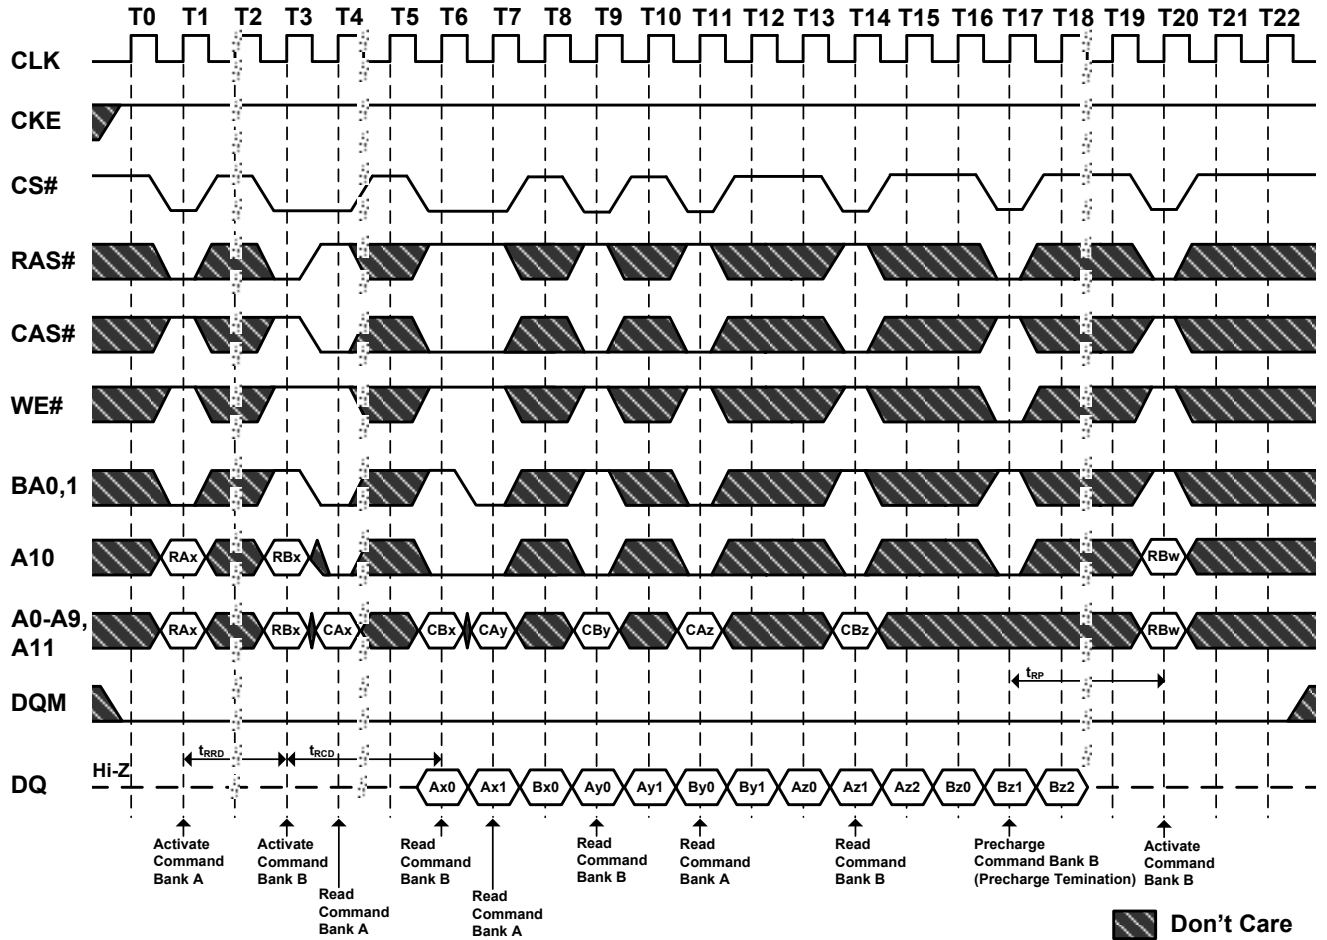 T0 T1 T2 T3 T4 T5 T6 T7 T8 T9 T10 T11 T12 T13 T14 T15 T16 T17 T18 T19 T20 T21 T22
CLK
CKE
CS#
RAS#
CAS#
WE#
BA0,1
A10 RAx RBx RBw
A0-A9, A11 RAx RBx CAx CBx CAy CBy CAz CBz RBw
tRP
DQM
tRRD tRCD
Hi-Z
DQ Ax0 Ax1 Bx0 Ay0 Ay1 By0 By1 Az0 Az1 Az2 Bz0 Bz1 Bz2
Activate
Command
Bank A
Activate
Command
Bank B
Read
Command
Bank A
Read
Command
Bank B
Read
Command
Bank A
Read
Command
Bank B
Read
Command
Bank A
Read
Command
Bank B
Precharge
Command Bank B
(Precharge Temination)
Activate
Command
Bank B
Don't Care